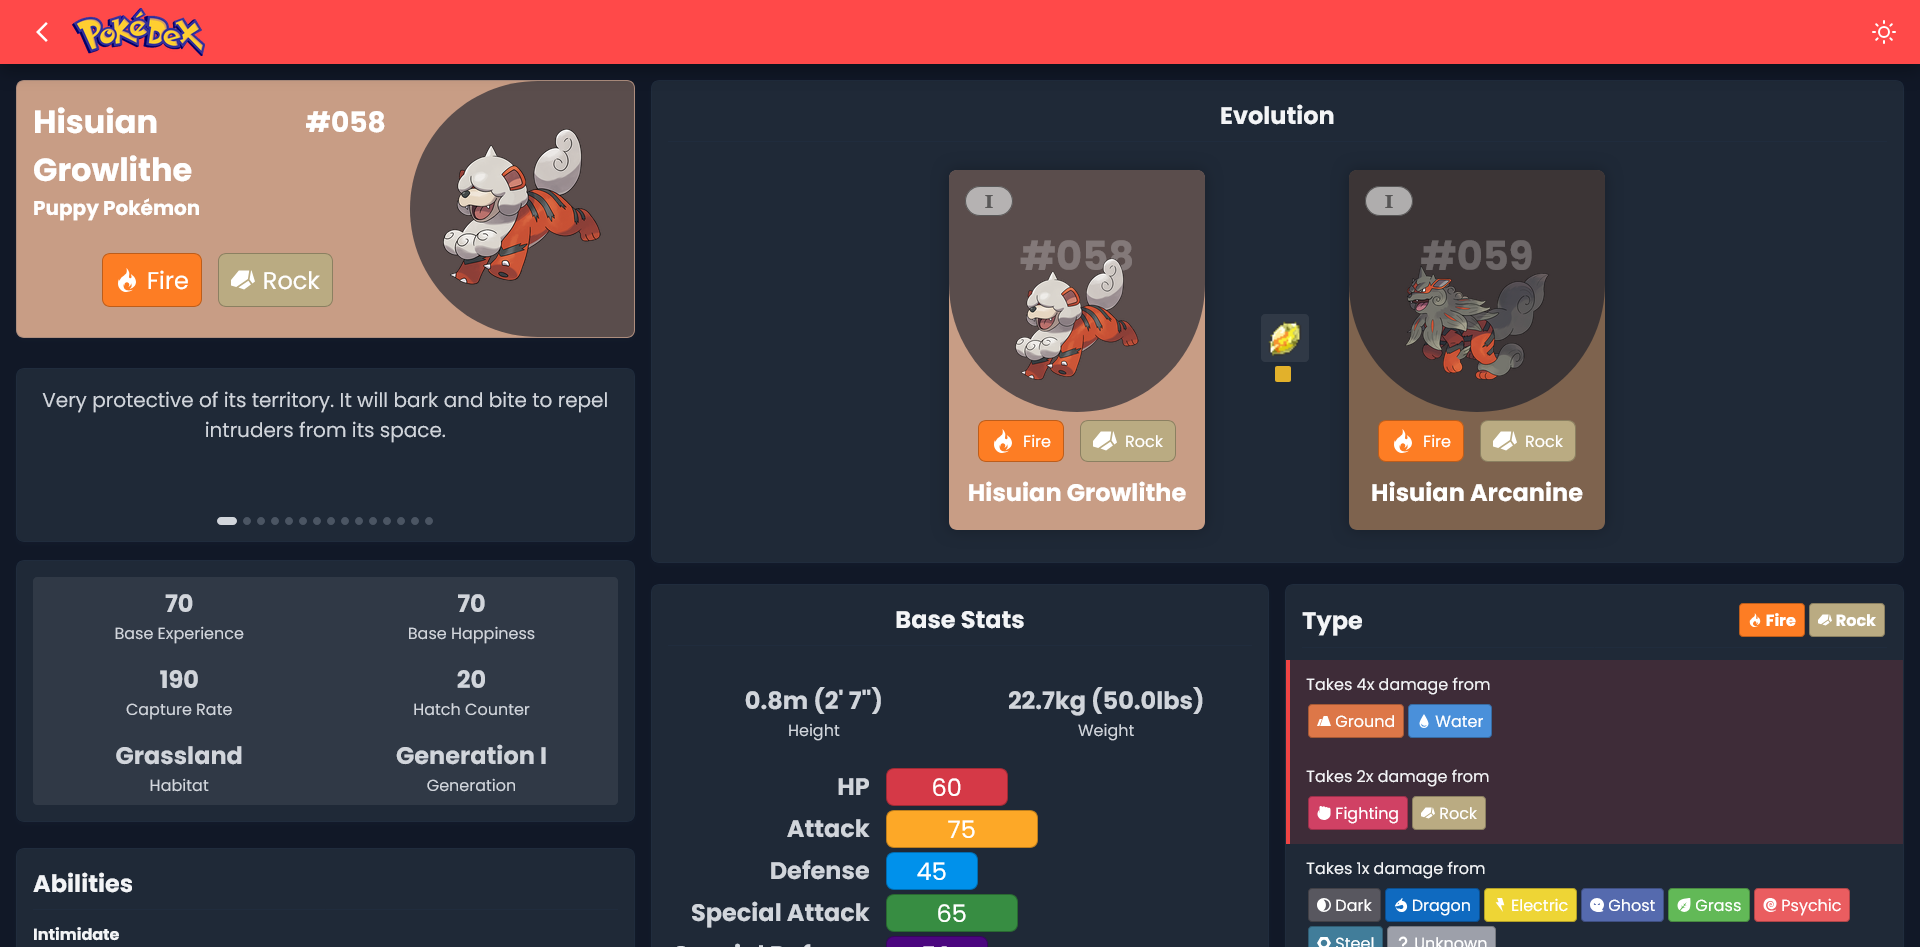 PokéDex
Hisuian
Growlithe
#058
Puppy Pokémon
Fire
Rock
Very protective of its territory. It will bark and bite to repel
intruders from its space.
70
Base Experience
70
Base Happiness
190
Capture Rate
20
Hatch Counter
Grassland
Habitat
Generation I
Generation
Abilities
Intimidate
Evolution
I
#058
Fire
Rock
Hisuian Growlithe
I
#059
Fire
Rock
Hisuian Arcanine
Base Stats
0.8m (2' 7")
Height
22.7kg (50.0lbs)
Weight
HP
60
Attack
75
Defense
45
Special Attack
65
Type
Fire
Rock
Takes 4x damage from
Ground
Water
Takes 2x damage from
Fighting
Rock
Takes 1x damage from
Dark
Dragon
Electric
Ghost
Grass
Psychic
Steel
? Unknown